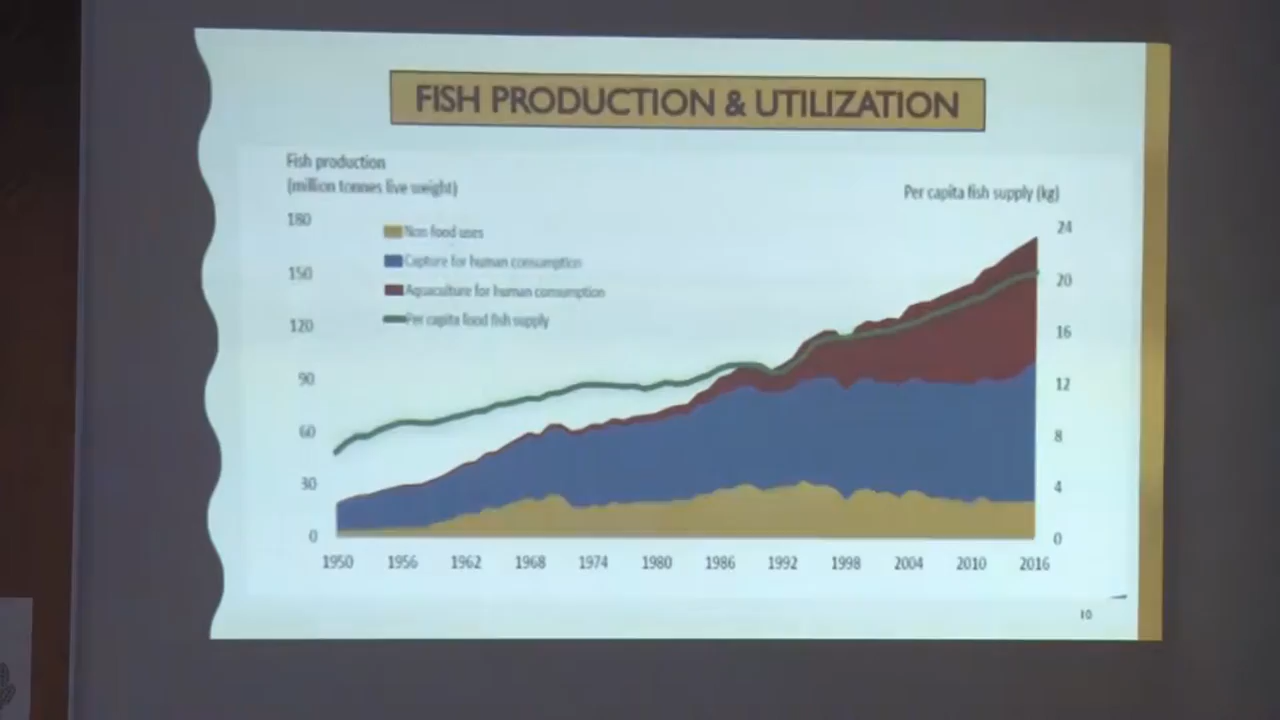 FISH PRODUCTION & UTILIZATION
Fish production
(million tonnes live weight)
Per capita fish supply (kg)
180
24
Non food uses
Capture for human consumption
150
20
Aquaculture for human consumption
Per capita food fish supply
120
16
90
12
60
8
30
4
0
0
1950 1956 1962 1968 1974 1980 1986 1992 1998 2004 2010 2016
10